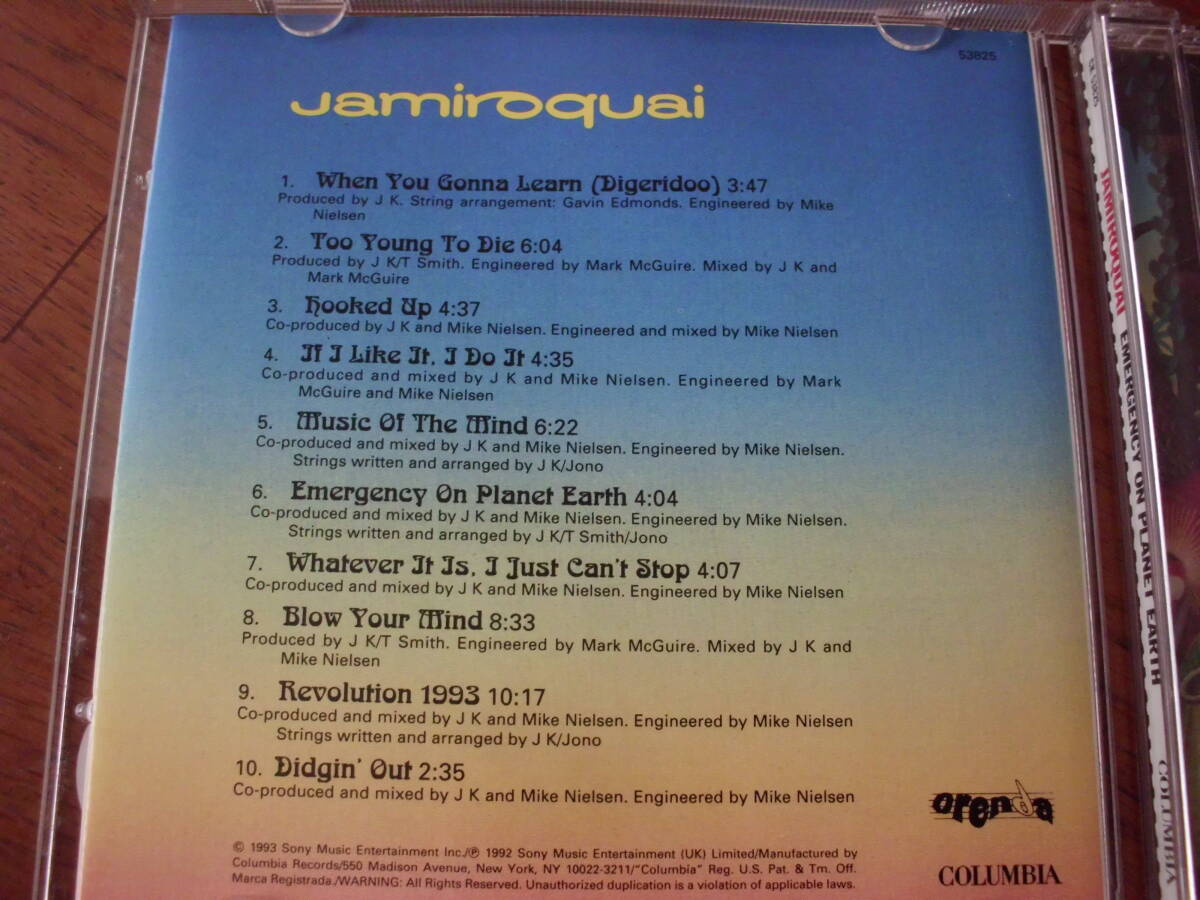 53825
Jamiroquai
1. When You Gonna Learn (Digeridoo) 3:47
Produced by J K. String arrangement: Gavin Edmonds. Engineered by Mike
Nielsen
2. Too Young To Die 6:04
Produced by J K/T Smith. Engineered by Mark McGuire. Mixed by J K and
Mark McGuire
3. Hooked Up 4:37
Co-produced by J K and Mike Nielsen. Engineered and mixed by Mike Nielsen
4. If I Like It, I Do It 4:35
Co-produced and mixed by J K and Mike Nielsen. Engineered by Mark
McGuire and Mike Nielsen
5. Music Of The Mind 6:22
Co-produced and mixed by J K and Mike Nielsen. Engineered by Mike Nielsen.
Strings written and arranged by J K/Jono
6. Emergency On Planet Earth 4:04
Co-produced and mixed by J K and Mike Nielsen. Engineered by Mike Nielsen.
Strings written and arranged by J K/T Smith/Jono
7. Whatever It Is, I Just Can't Stop 4:07
Co-produced and mixed by J K and Mike Nielsen. Engineered by Mike Nielsen
8. Blow Your Mind 8:33
Produced by J K/T Smith. Engineered by Mark McGuire. Mixed by J K and
Mike Nielsen
9. Revolution 1993 10:17
Co-produced and mixed by J K and Mike Nielsen. Engineered by Mike Nielsen
Strings written and arranged by J K/Jono
10. Didgin' Out 2:35
Co-produced and mixed by J K and Mike Nielsen. Engineered by Mike Nielsen
orenda
© 1993 Sony Music Entertainment Inc./℗ 1992 Sony Music Entertainment (UK) Limited/Manufactured by
Columbia Records/550 Madison Avenue, New York, NY 10022-3211/"Columbia" Reg. U.S. Pat. & Tm. Off.
Marca Registrada./WARNING: All Rights Reserved. Unauthorized duplication is a violation of applicable laws.
COLUMBIA
EK 53825
JAMIROQUAI EMERGENCY ON PLANET EARTH
COLUMBIA